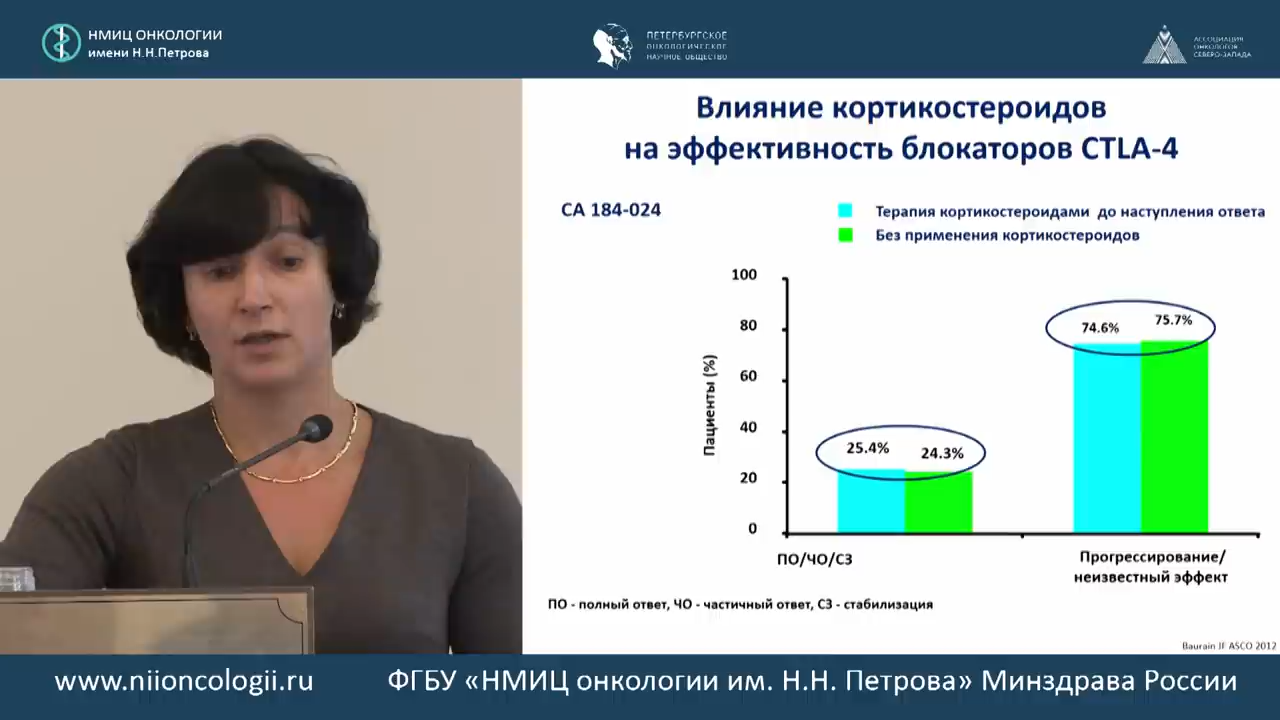 НМИЦ ОНКОЛОГИИ
имени Н.Н.Петрова
ПЕТЕРБУРГСКОЕ
ОНКОЛОГИЧЕСКОЕ
НАУЧНОЕ ОБЩЕСТВО
АССОЦИАЦИЯ
ОНКОЛОГОВ
СЕВЕРО-ЗАПАДА
Влияние кортикостероидов
на эффективность блокаторов CTLA-4
СА 184-024
Терапия кортикостероидами до наступления ответа
Без применения кортикостероидов
Пациенты (%)
100
80
60
40
20
0
25.4%
24.3%
74.6%
75.7%
ПО/ЧО/СЗ
Прогрессирование/
неизвестный эффект
ПО - полный ответ, ЧО - частичный ответ, СЗ - стабилизация
Baurain JF ASCO 2012
www.niioncologii.ru
ФГБУ «НМИЦ онкологии им. Н.Н. Петрова» Минздрава России